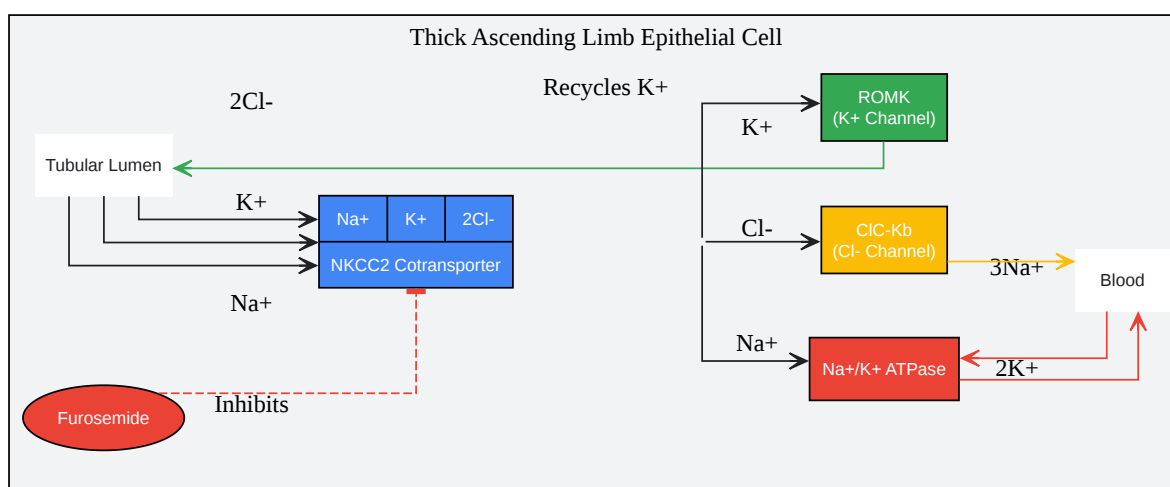 Thick Ascending Limb Epithelial Cell
Recycles K+
2Cl-
ROMK
(K+ Channel)
K+
Tubular Lumen
K+
Na+
K+
2Cl-
NKCC2 Cotransporter
Cl-
ClC-Kb
(Cl- Channel)
3Na+
Blood
Na+
Na+
Na+/K+ ATPase
2K+
Inhibits
Furosemide